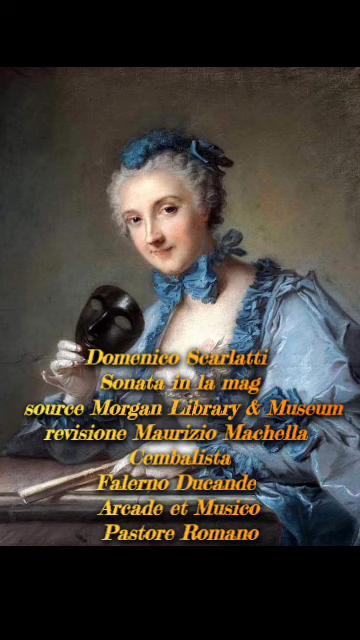 Domenico Scarlatti
Sonata in la mag
source Morgan Library & Museum
revisione Maurizio Machella
Cembalista
Falerno Ducande
Arcade et Musico
Pastore Romano